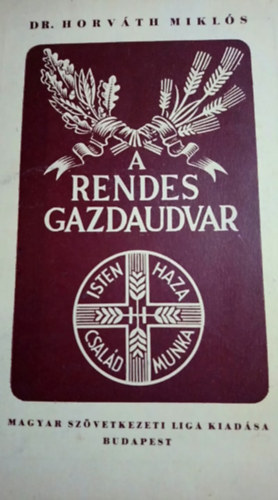 DR. HORVÁTH MIKLÓS
A
RENDES
GAZDAUDVAR
ISTEN HAZA
CSALÁD MUNKA
MAGYAR SZÖVETKEZETI LIGA KIADÁSA
BUDAPEST